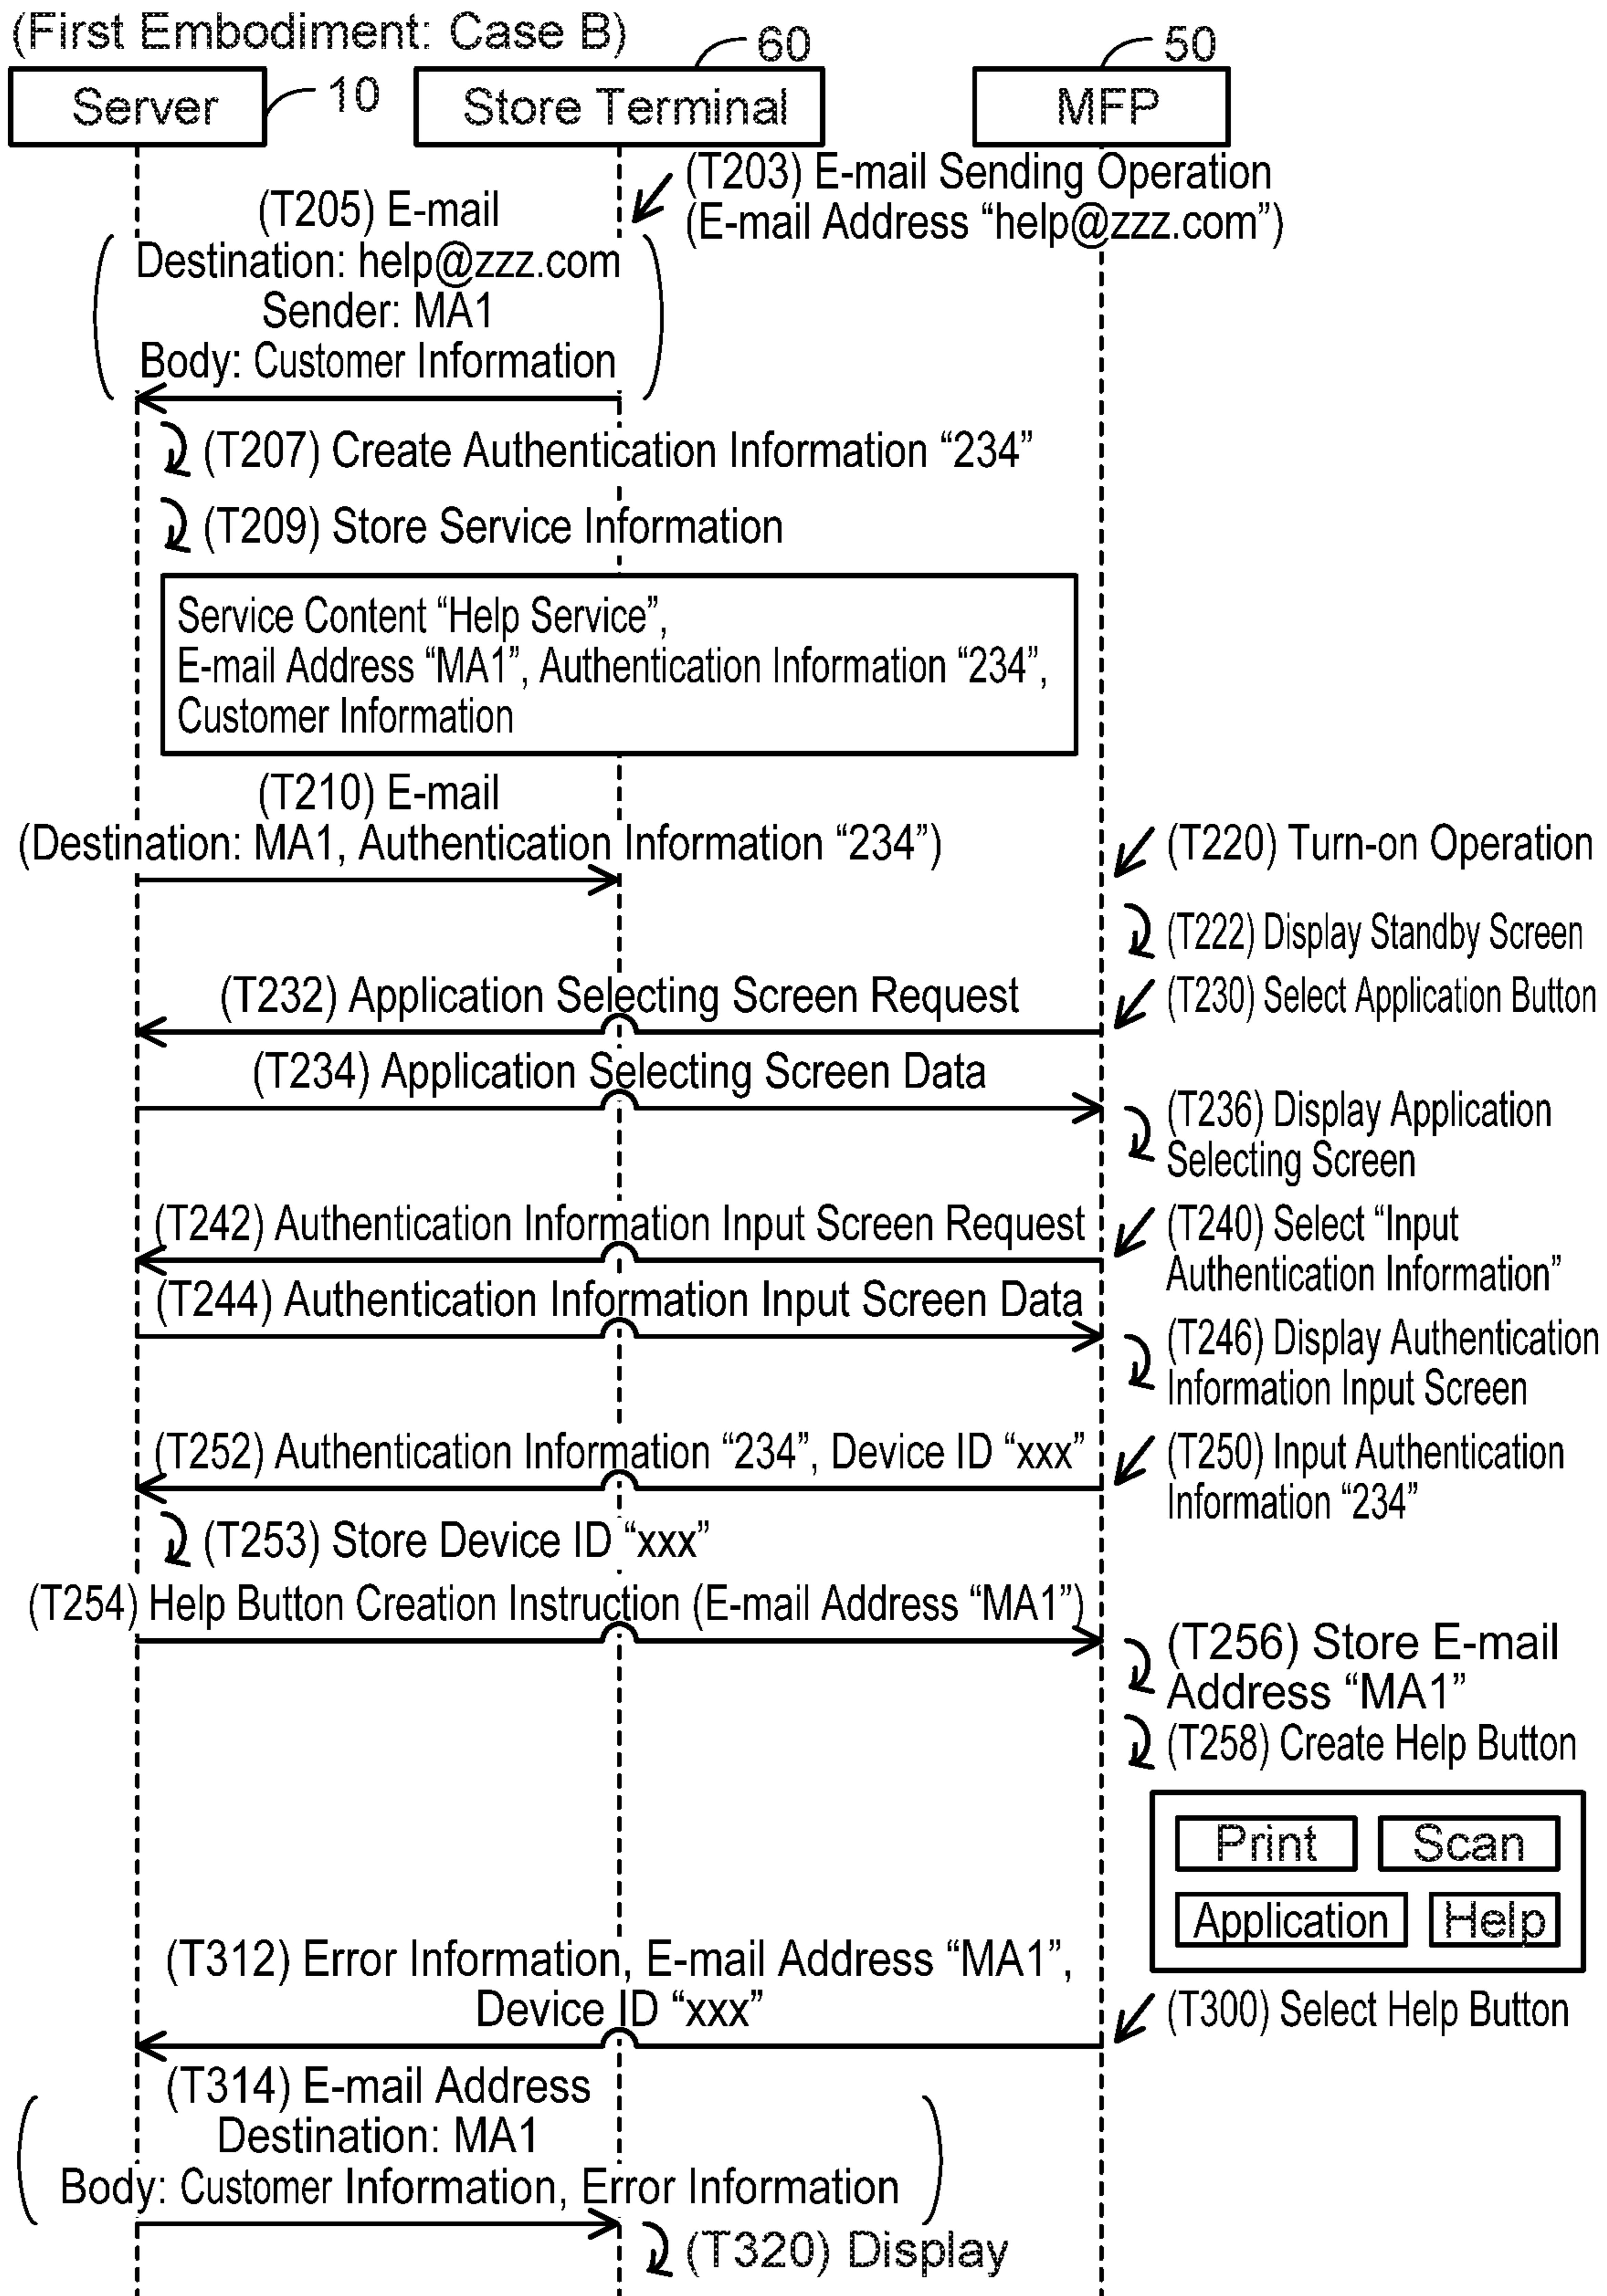 (First Embodiment: Case B)
60
50
Server
10
Store Terminal
MFP
(T203) E-mail Sending Operation
(E-mail Address “help@zzz.com”)
(T205) E-mail
Destination: help@zzz.com
Sender: MA1
Body: Customer Information
(T207) Create Authentication Information “234”
(T209) Store Service Information
Service Content “Help Service”,
E-mail Address “MA1”, Authentication Information “234”,
Customer Information
(T210) E-mail
(Destination: MA1, Authentication Information “234”)
(T220) Turn-on Operation
(T222) Display Standby Screen
(T230) Select Application Button
(T232) Application Selecting Screen Request
(T234) Application Selecting Screen Data
(T236) Display Application
Selecting Screen
(T240) Select “Input
Authentication Information”
(T242) Authentication Information Input Screen Request
(T244) Authentication Information Input Screen Data
(T246) Display Authentication
Information Input Screen
(T250) Input Authentication
Information “234”
(T252) Authentication Information “234”, Device ID “xxx”
(T253) Store Device ID “xxx”
(T254) Help Button Creation Instruction (E-mail Address “MA1”)
(T256) Store E-mail
Address “MA1”
(T258) Create Help Button
Print
Scan
Application
Help
(T300) Select Help Button
(T312) Error Information, E-mail Address “MA1”,
Device ID “xxx”
(T314) E-mail Address
Destination: MA1
Body: Customer Information, Error Information
(T320) Display